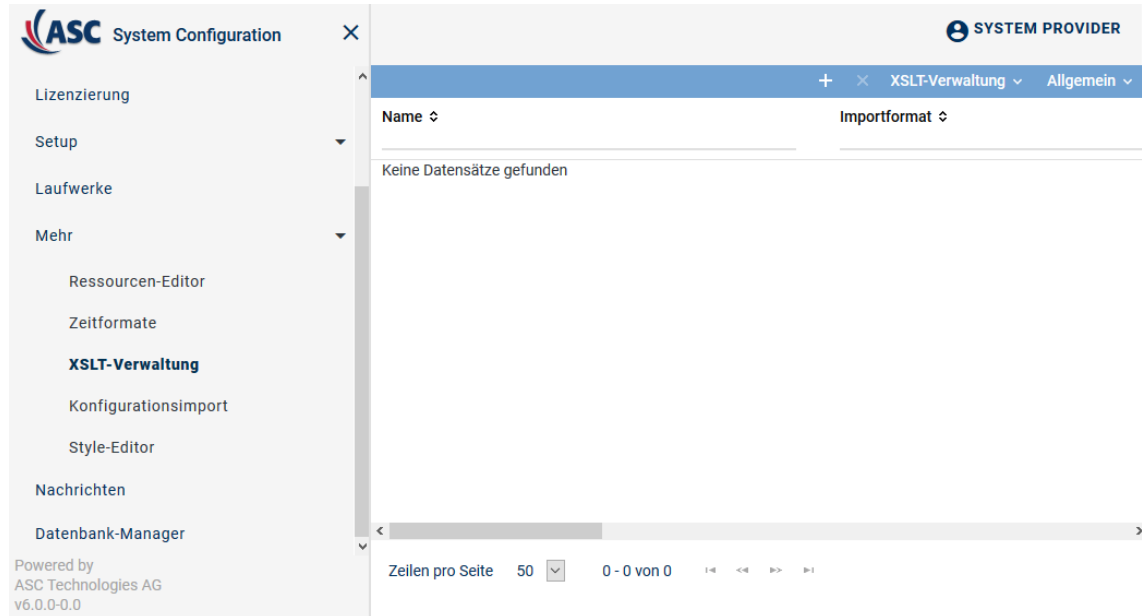 ASC System Configuration
SYSTEM PROVIDER
Lizenzierung
Setup
Laufwerke
Mehr
Ressourcen-Editor
Zeitformate
XSLT-Verwaltung
Konfigurationsimport
Style-Editor
Nachrichten
Datenbank-Manager
Powered by
ASC Technologies AG
v6.0.0-0.0
XSLT-Verwaltung Allgemein
Name Importformat
Keine Datensätze gefunden
Zeilen pro Seite 50 0 - 0 von 0